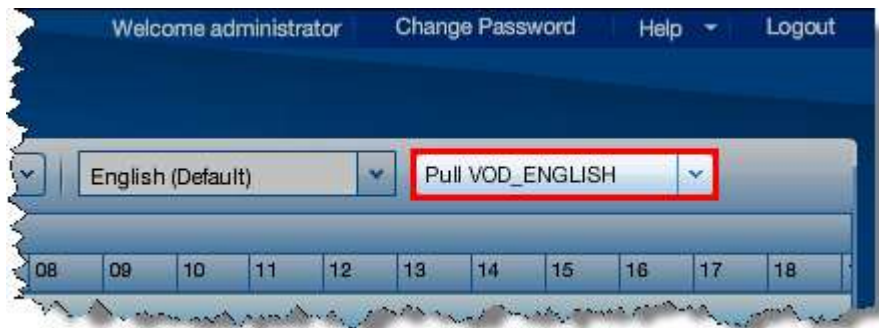 Welcome administrator Change Password Help Logout
English (Default) Pull VOD_ENGLISH
08 09 10 11 12 13 14 15 16 17 18